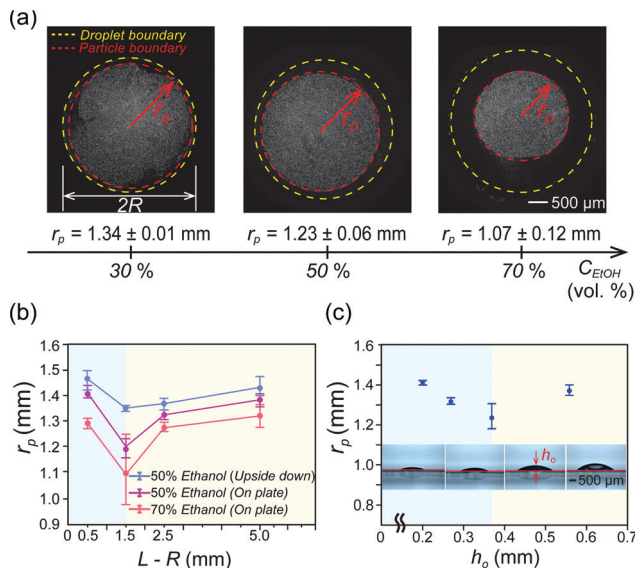 (a)
Droplet boundary
Particle boundary
r_p
r_p
r_p
2R
500 μm
r_p = 1.34 ± 0.01 mm
r_p = 1.23 ± 0.06 mm
r_p = 1.07 ± 0.12 mm
30 %
50 %
70 %
C_EtOH
(vol. %)
(b)
1.6
1.5
1.4
1.3
1.2
1.1
1.0
0.9
r_p (mm)
50% Ethanol (Upside down)
50% Ethanol (On plate)
70% Ethanol (On plate)
0.5
1.5
2.5
5.0
L - R (mm)
(c)
1.6
1.4
1.2
1.0
0.8
r_p (mm)
h_o
500 μm
0.2
0.3
0.4
0.5
0.6
0.7
h_o (mm)